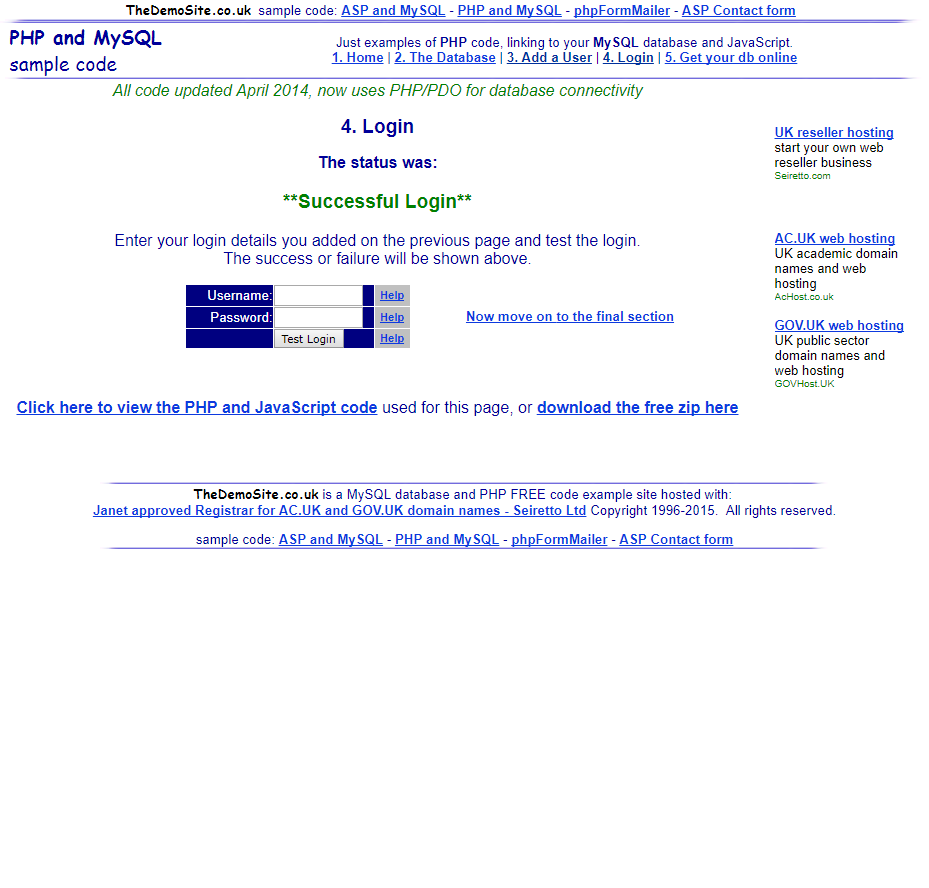 TheDemoSite.co.uk  sample code: ASP and MySQL - PHP and MySQL - phpFormMailer - ASP Contact form
PHP and MySQL
sample code
Just examples of PHP code, linking to your MySQL database and JavaScript.
1. Home | 2. The Database | 3. Add a User | 4. Login | 5. Get your db online
All code updated April 2014, now uses PHP/PDO for database connectivity
4. Login
The status was:
**Successful Login**
Enter your login details you added on the previous page and test the login.
The success or failure will be shown above.
Username: Help
Password: Help
Test Login Help
Now move on to the final section
Click here to view the PHP and JavaScript code used for this page, or download the free zip here
UK reseller hosting
start your own web
reseller business
Seiretto.com
AC.UK web hosting
UK academic domain
names and web
hosting
AcHost.co.uk
GOV.UK web hosting
UK public sector
domain names and
web hosting
GOVHost.UK
TheDemoSite.co.uk is a MySQL database and PHP FREE code example site hosted with:
Janet approved Registrar for AC.UK and GOV.UK domain names - Seiretto Ltd Copyright 1996-2015.  All rights reserved.
sample code: ASP and MySQL - PHP and MySQL - phpFormMailer - ASP Contact form